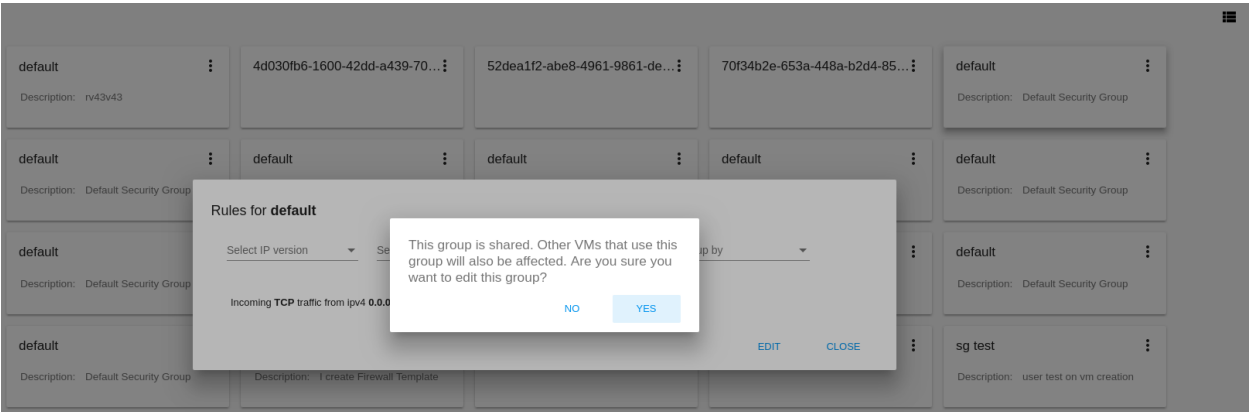 default
4d030fb6-1600-42dd-a439-70...
52dea1f2-abe8-4961-9861-de...
70f34b2e-653a-448a-b2d4-85...
default
Description: rv43v43
Description: Default Security Group
default
default
default
default
default
Description: Default Security Group
Description: Default Security Group
Rules for default
This group is shared. Other VMs that use this
group will also be affected. Are you sure you
want to edit this group?
NO
YES
Select IP version
Se
up by
default
default
Description: Default Security Group
Description: Default Security Group
Incoming TCP traffic from ipv4 0.0.0
EDIT
CLOSE
default
sg test
Description: Default Security Group
Description: I create Firewall Template
Description: user test on vm creation